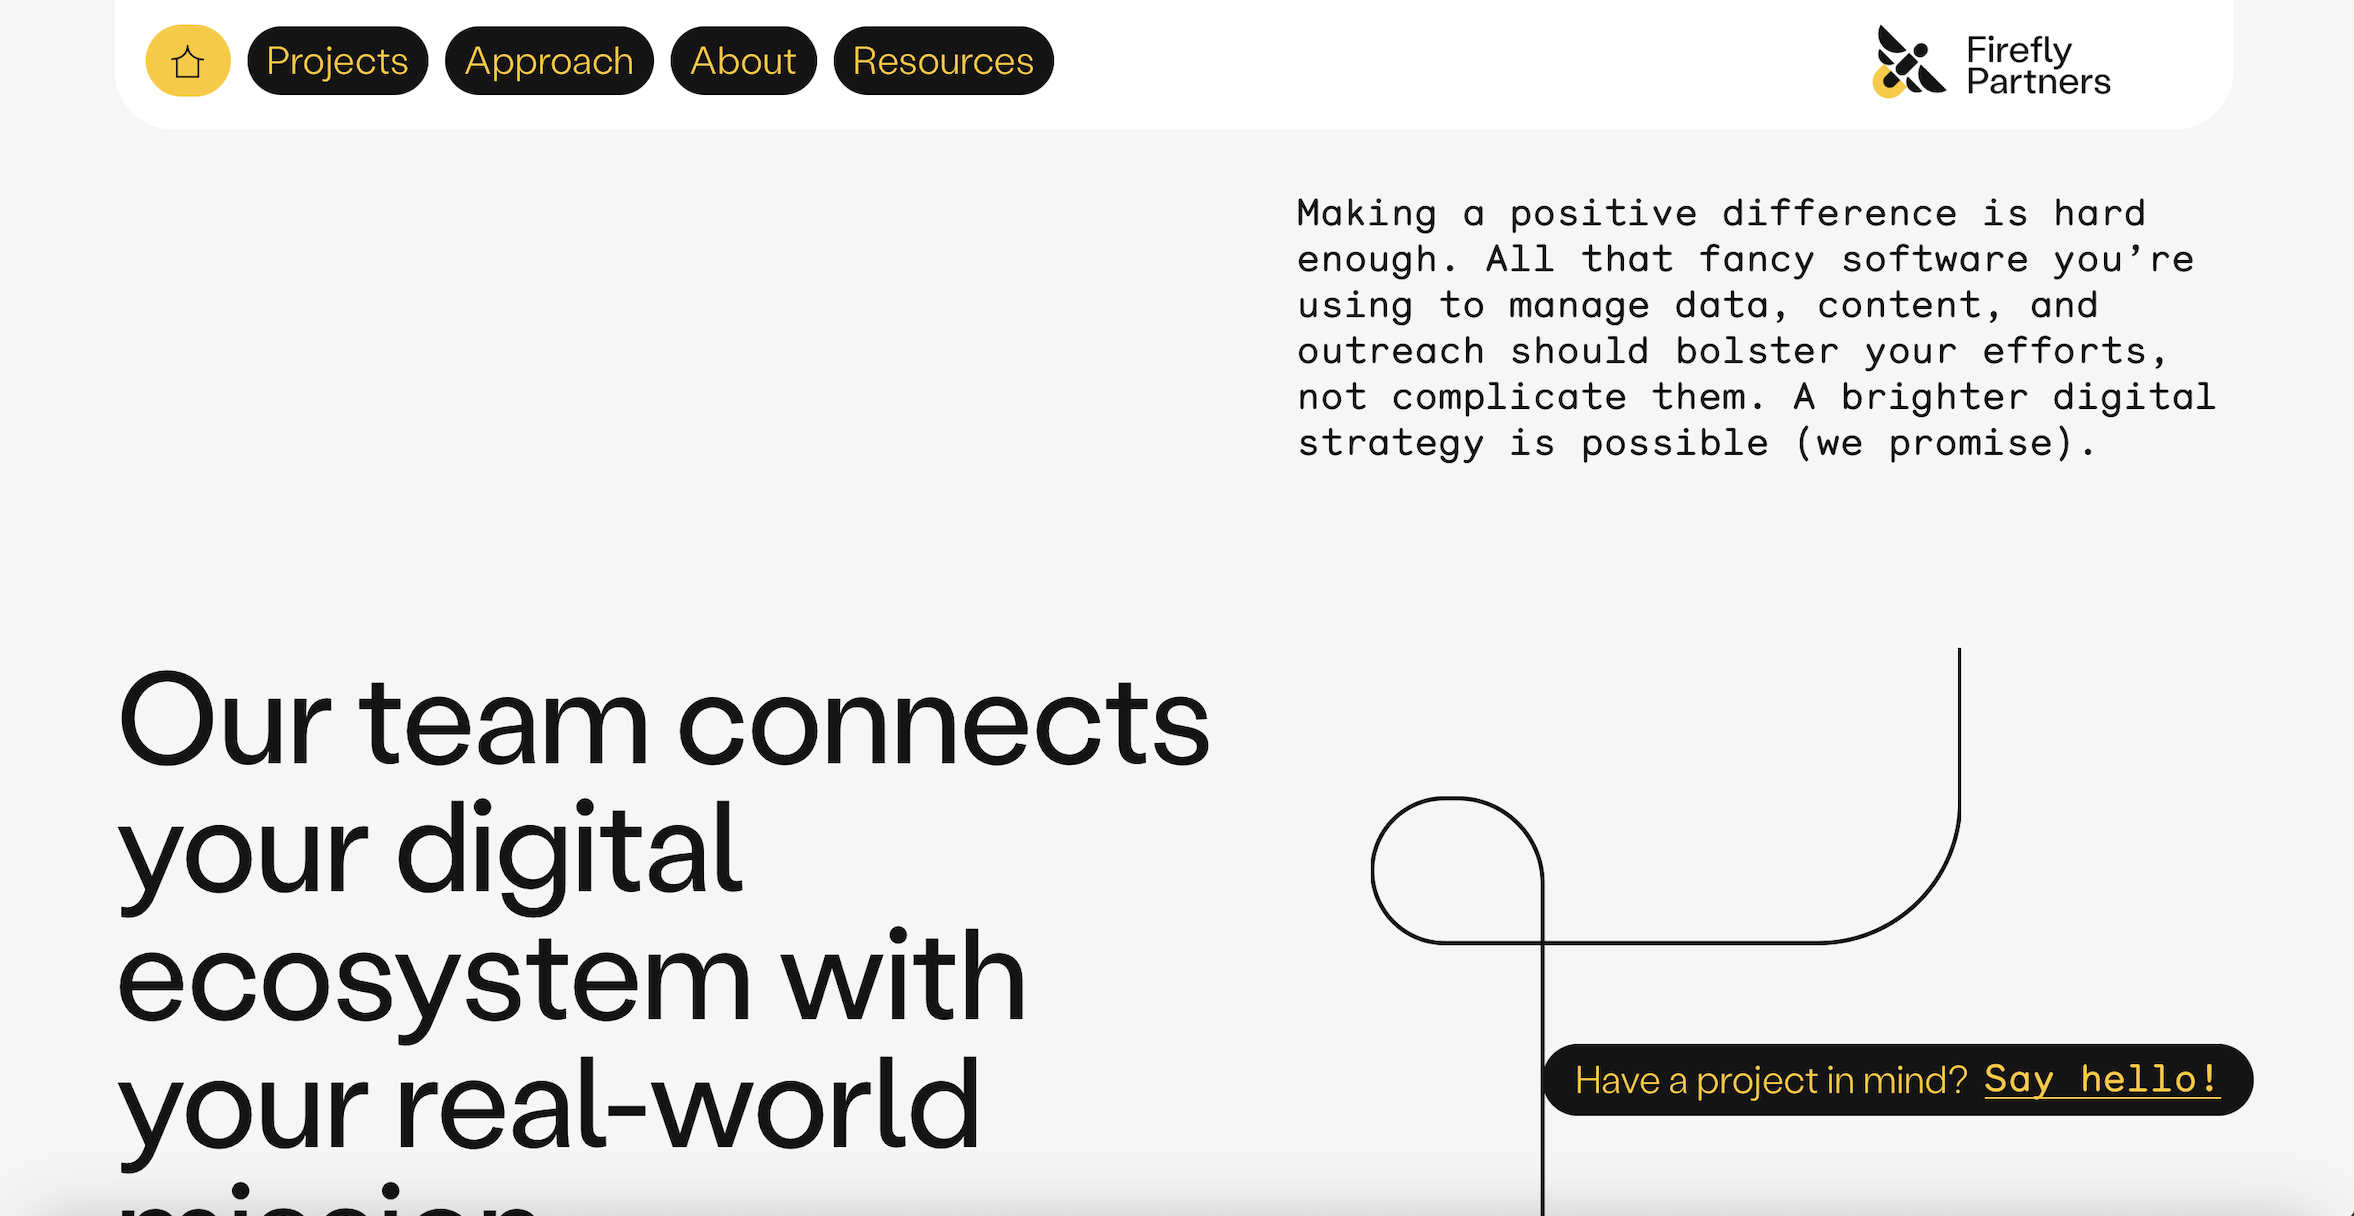 Projects
Approach
About
Resources
Firefly
Partners
Making a positive difference is hard
enough. All that fancy software you’re
using to manage data, content, and
outreach should bolster your efforts,
not complicate them. A brighter digital
strategy is possible (we promise).
Our team connects
your digital
ecosystem with
your real-world
mission
Have a project in mind? Say hello!